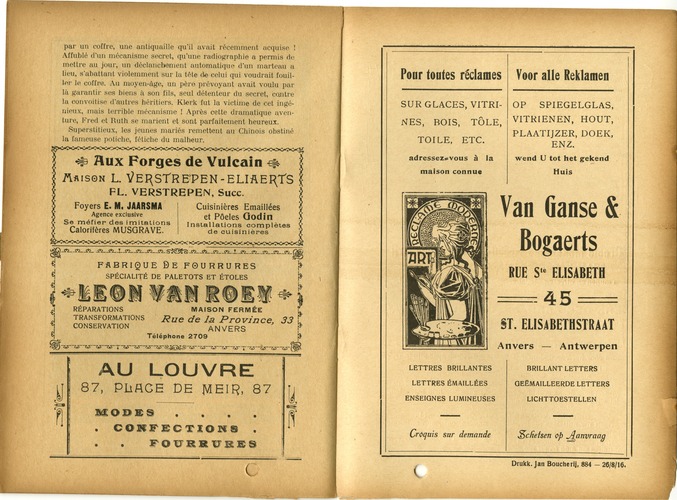 par un coffre, une antiquaille qu'il avait récemment acquise !
Affublé d'un mécanisme secret, qu'une radiographie a permis de
mettre au jour, un déclanchement automatique d'un marteau a
lieu, s'abattant violemment sur la tête de celui qui voudrait fouil-
ler le coffre. Au moyen-âge, un père prévoyant avait voulu par
là garantir ses biens à son fils, seul détenteur du secret, contre
la convoitise d'autres héritiers. Klerk fut la victime de cet ingé-
nieux, mais terrible mécanisme ! Après cette dramatique aven-
ture, Fred et Ruth se marient et sont parfaitement heureux.
Superstitieux, les jeunes mariés remettent au Chinois obstiné
la fameuse potiche, fétiche du malheur.
Aux Forges de Vulcain
MAISON L. VERSTREPEN-ELIAERTS
FL. VERSTREPEN, Succ.
Foyers E. M. JAARSMA
Agence exclusive
Se méfier des imitations
Calorifères MUSGRAVE.
Cuisinières Emaillées
et Pôeles Godin
Installations complètes
de cuisinières
FABRIQUE DE FOURRURES
SPÉCIALITÉ DE PALETOTS ET ÉTOLES
LEON VAN ROEY
RÉPARATIONS
TRANSFORMATIONS
CONSERVATION
MAISON FERMÉE
Rue de la Province, 33
ANVERS
Téléphone 2709
AU LOUVRE
87, PLACE DE MEIR, 87
MODES . . . .
. CONFECTIONS .
. . FOURRURES
Pour toutes réclames
SUR GLACES, VITRI-
NES, BOIS, TÔLE,
TOILE, ETC.
adressez-vous à la
maison connue
Voor alle Reklamen
OP SPIEGELGLAS,
VITRIENEN, HOUT,
PLAATIJZER, DOEK,
ENZ.
wend U tot het gekend
Huis
RÉCLAME MODERNE
ART
Van Ganse &
Bogaerts
RUE Ste ELISABETH
45
ST. ELISABETHSTRAAT
Anvers — Antwerpen
LETTRES BRILLANTES
LETTRES ÉMAILLÉES
ENSEIGNES LUMINEUSES
Croquis sur demande
BRILLANT LETTERS
GEËMAILLEERDE LETTERS
LICHTTOESTELLEN
Schetsen op Aanvraag
Drukk. Jan Boucherij, 884 — 26/8/16.